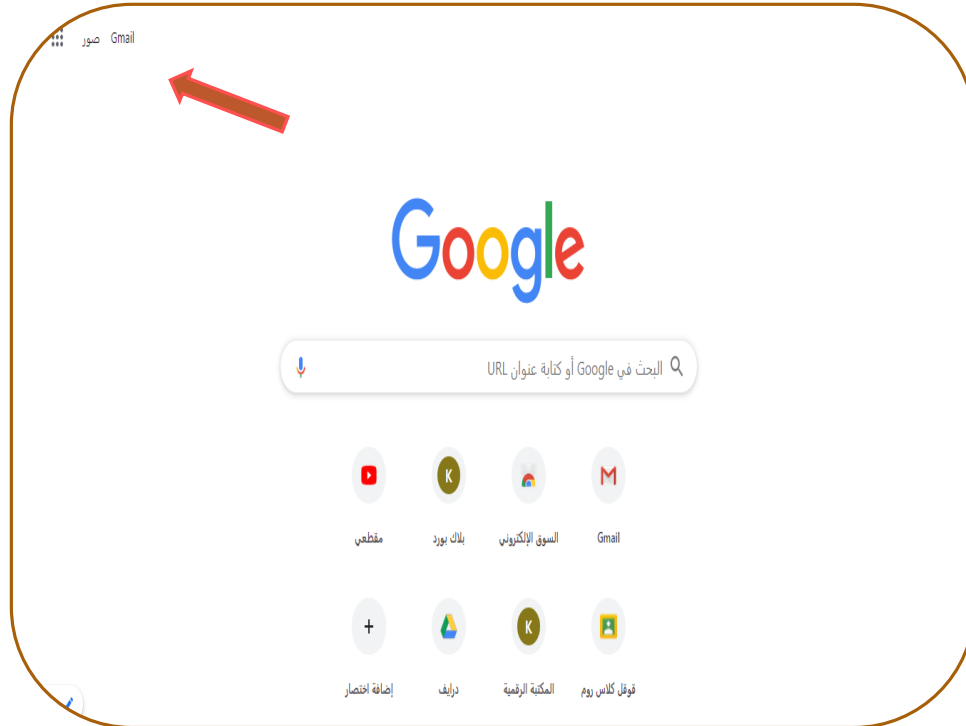 Gmail صور
Google
البحث في Google أو كتابة عنوان URL
K
Gmail السوق الإلكتروني بلاك بورد مقطعي
K
قوقل كلاس روم المكتبة الرقمية درايف إضافة اختصار